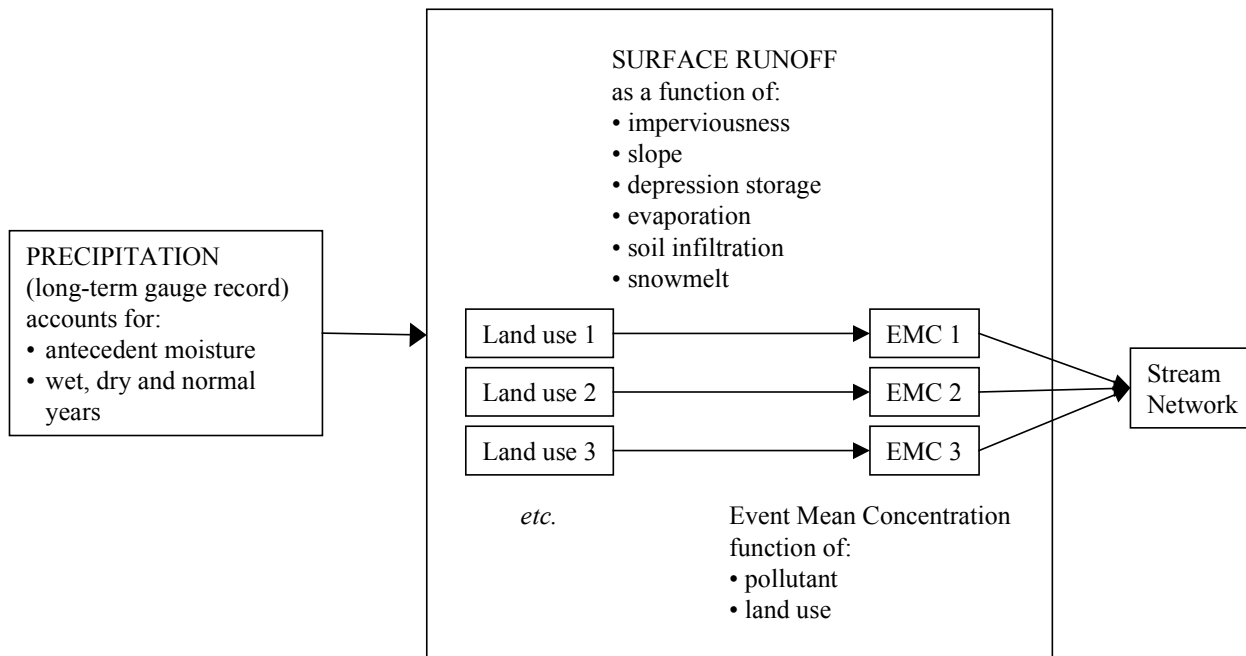 PRECIPITATION
(long-term gauge record)
accounts for:
• antecedent moisture
• wet, dry and normal
years
SURFACE RUNOFF
as a function of:
• imperviousness
• slope
• depression storage
• evaporation
• soil infiltration
• snowmelt
Land use 1
EMC 1
Land use 2
EMC 2
Land use 3
EMC 3
etc.
Event Mean Concentration
function of:
• pollutant
• land use
Stream
Network